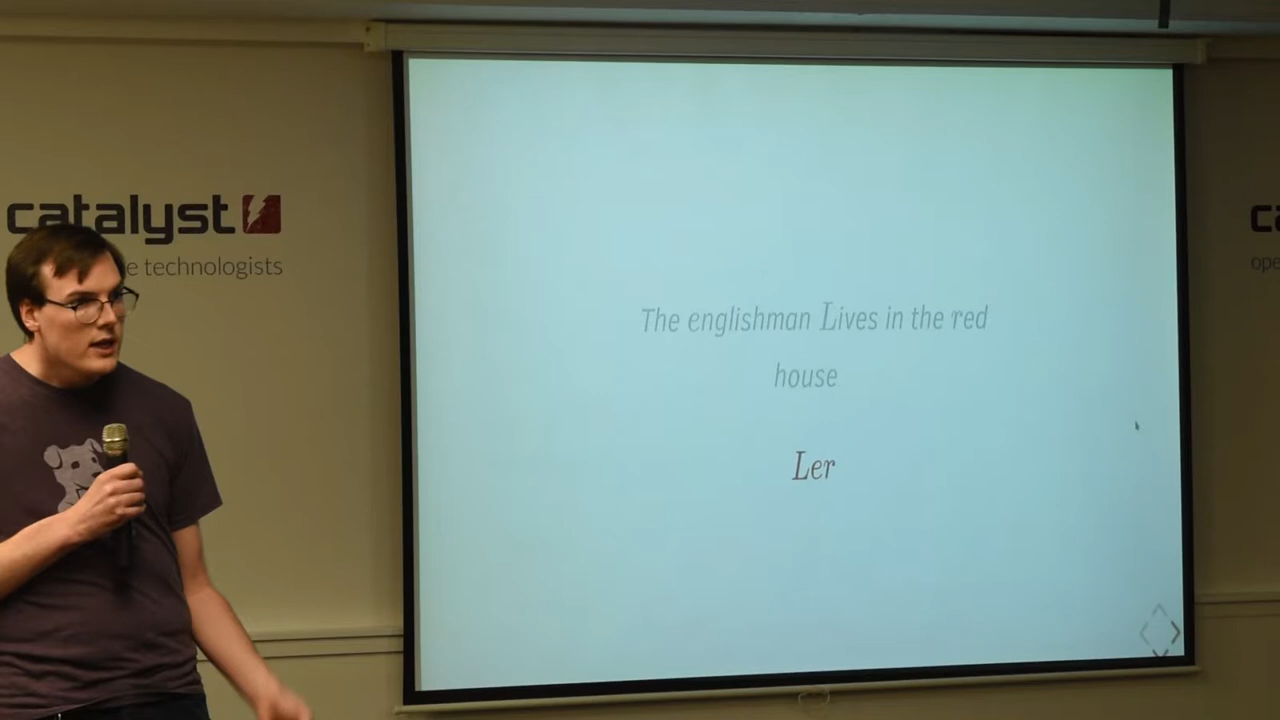 catalyst
e technologists
The englishman Lives in the red
house
Ler
ca
ope